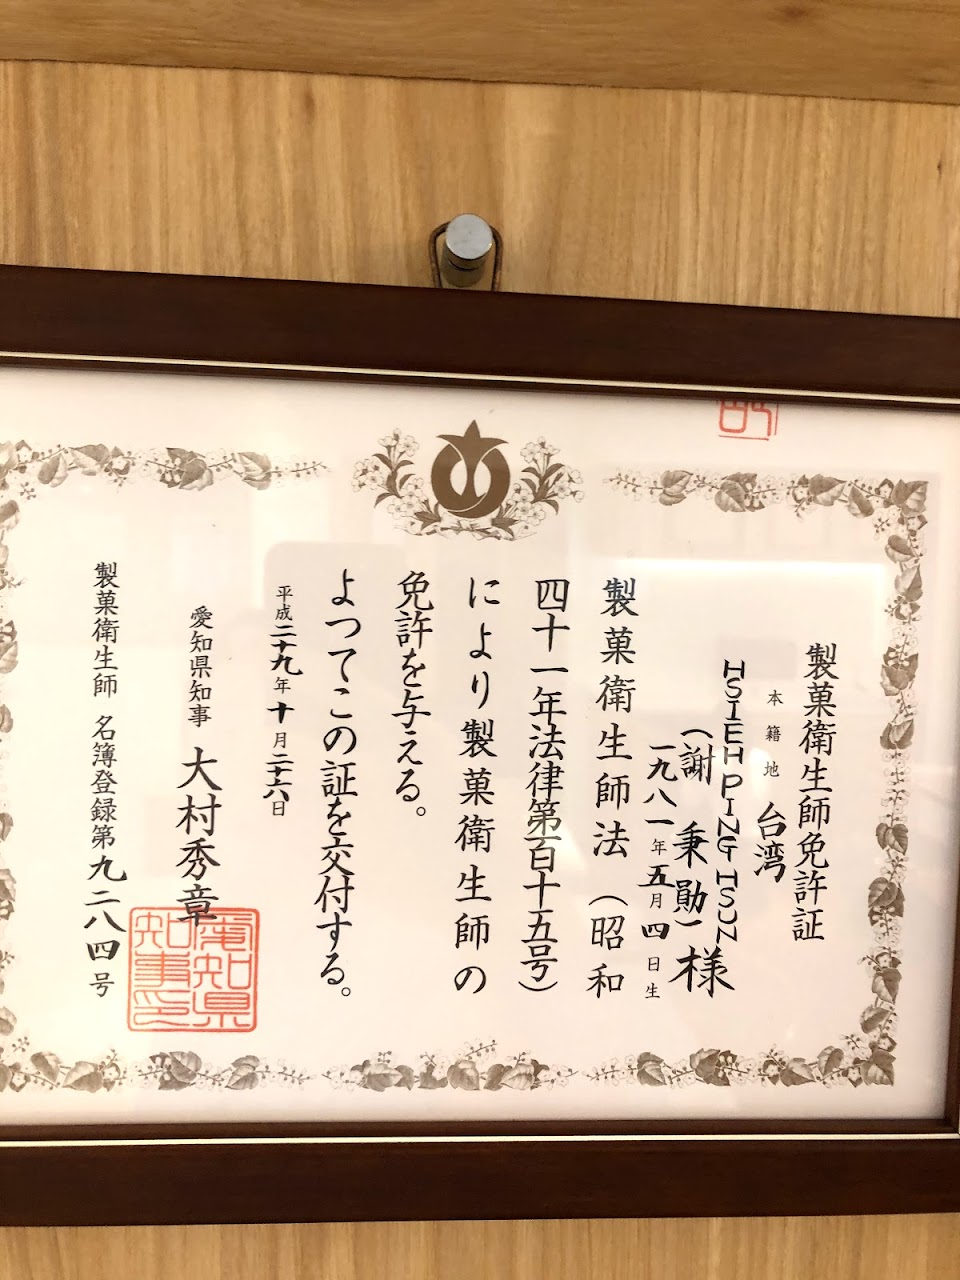 製菓衛生師免許証
本籍地 台湾
HSIEH PING HSUN
(謝 秉勛)様
一九八一年五月四日生
製菓衛生師法(昭和
四十一年法律第百十五号)
により製菓衛生師の
免許を与える。
よつてこの証を交付する。
平成二十九年十月二十六日
愛知県知事 大村秀章
愛知県知事印
製菓衛生師 名簿登録第九二八四号